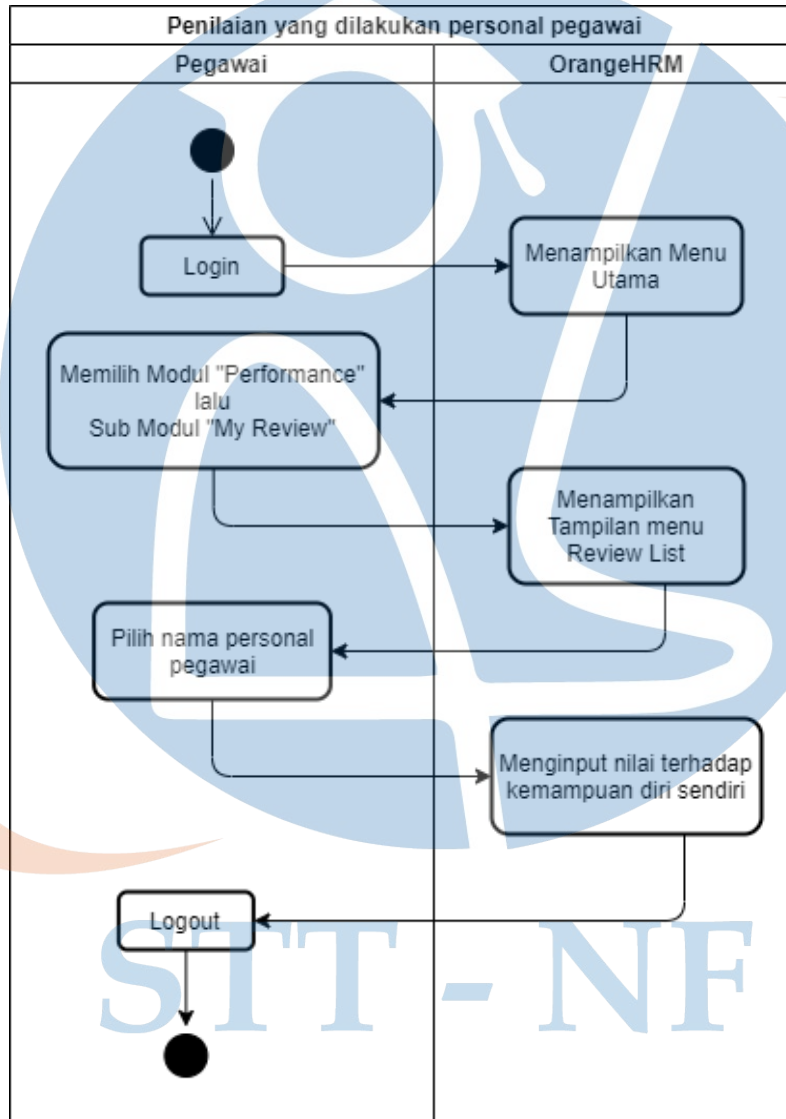 Penilaian yang dilakukan personal pegawai
Pegawai
OrangeHRM
Login
Menampilkan Menu
Utama
Memilih Modul "Performance"
lalu
Sub Modul "My Review"
Menampilkan
Tampilan menu
Review List
Pilih nama personal
pegawai
Menginput nilai terhadap
kemampuan diri sendiri
Logout
STT - NF